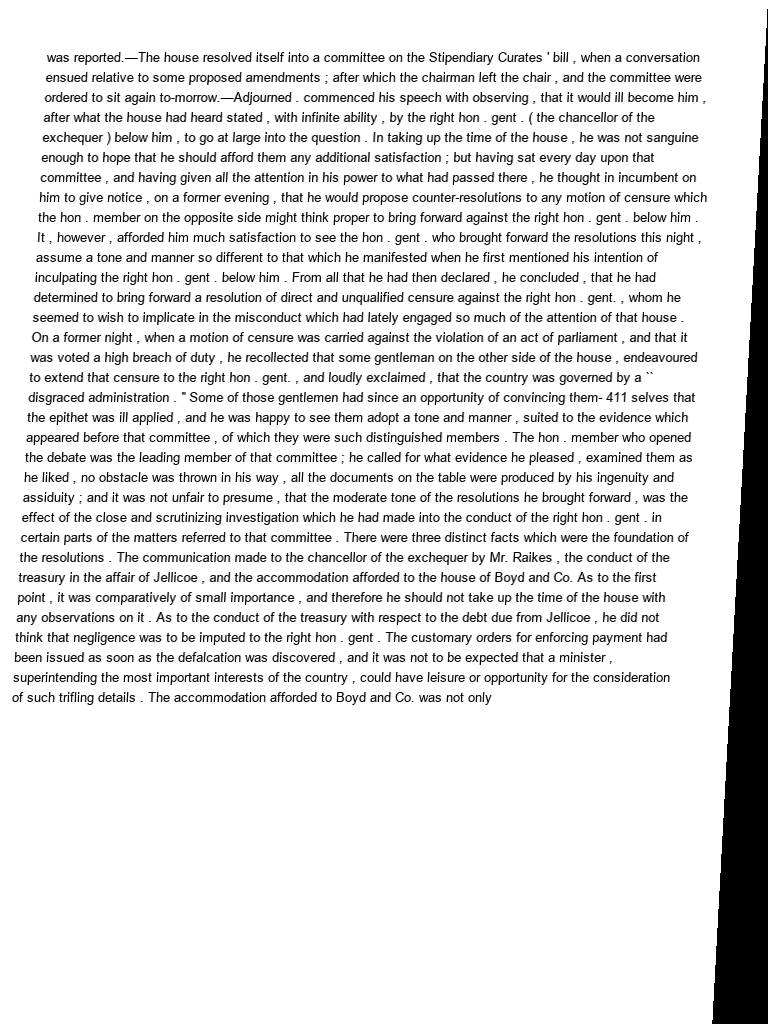 was reported.—The house resolved itself into a committee on the Stipendiary Curates ' bill , when a conversation
ensued relative to some proposed amendments ; after which the chairman left the chair , and the committee were
ordered to sit again to-morrow.—Adjourned . commenced his speech with observing , that it would ill become him ,
after what the house had heard stated , with infinite ability , by the right hon . gent . ( the chancellor of the
exchequer ) below him , to go at large into the question . In taking up the time of the house , he was not sanguine
enough to hope that he should afford them any additional satisfaction ; but having sat every day upon that
committee , and having given all the attention in his power to what had passed there , he thought in incumbent on
him to give notice , on a former evening , that he would propose counter-resolutions to any motion of censure which
the hon . member on the opposite side might think proper to bring forward against the right hon . gent . below him .
It , however , afforded him much satisfaction to see the hon . gent . who brought forward the resolutions this night ,
assume a tone and manner so different to that which he manifested when he first mentioned his intention of
inculpating the right hon . gent . below him . From all that he had then declared , he concluded , that he had
determined to bring forward a resolution of direct and unqualified censure against the right hon . gent. , whom he
seemed to wish to implicate in the misconduct which had lately engaged so much of the attention of that house .
On a former night , when a motion of censure was carried against the violation of an act of parliament , and that it
was voted a high breach of duty , he recollected that some gentleman on the other side of the house , endeavoured
to extend that censure to the right hon . gent. , and loudly exclaimed , that the country was governed by a ``
disgraced administration . " Some of those gentlemen had since an opportunity of convincing them- 411 selves that
the epithet was ill applied , and he was happy to see them adopt a tone and manner , suited to the evidence which
appeared before that committee , of which they were such distinguished members . The hon . member who opened
the debate was the leading member of that committee ; he called for what evidence he pleased , examined them as
he liked , no obstacle was thrown in his way , all the documents on the table were produced by his ingenuity and
assiduity ; and it was not unfair to presume , that the moderate tone of the resolutions he brought forward , was the
effect of the close and scrutinizing investigation which he had made into the conduct of the right hon . gent . in
certain parts of the matters referred to that committee . There were three distinct facts which were the foundation of
the resolutions . The communication made to the chancellor of the exchequer by Mr. Raikes , the conduct of the
treasury in the affair of Jellicoe , and the accommodation afforded to the house of Boyd and Co. As to the first
point , it was comparatively of small importance , and therefore he should not take up the time of the house with
any observations on it . As to the conduct of the treasury with respect to the debt due from Jellicoe , he did not
think that negligence was to be imputed to the right hon . gent . The customary orders for enforcing payment had
been issued as soon as the defalcation was discovered , and it was not to be expected that a minister ,
superintending the most important interests of the country , could have leisure or opportunity for the consideration
of such trifling details . The accommodation afforded to Boyd and Co. was not only